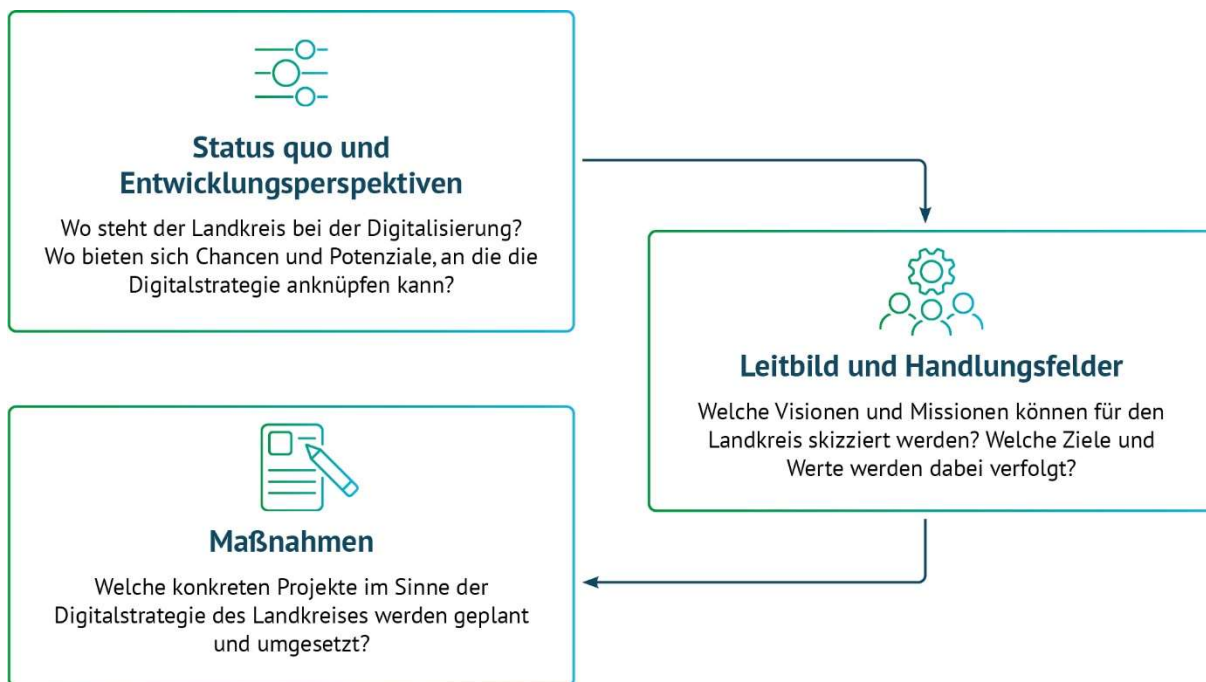 Status quo und
Entwicklungsperspektiven
Wo steht der Landkreis bei der Digitalisierung?
Wo bieten sich Chancen und Potenziale, an die die
Digitalstrategie anknüpfen kann?
Leitbild und Handlungsfelder
Welche Visionen und Missionen können für den
Landkreis skizziert werden? Welche Ziele und
Werte werden dabei verfolgt?
Maßnahmen
Welche konkreten Projekte im Sinne der
Digitalstrategie des Landkreises werden geplant
und umgesetzt?